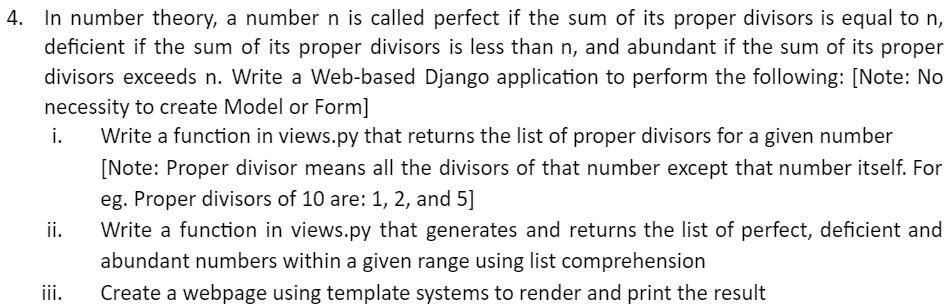 4. In number theory, a number n is called perfect if the sum of its proper divisors is equal to n,
deficient if the sum of its proper divisors is less than n, and abundant if the sum of its proper
divisors exceeds n. Write a Web-based Django application to perform the following: [Note: No
necessity to create Model or Form]
i. Write a function in views.py that returns the list of proper divisors for a given number
[Note: Proper divisor means all the divisors of that number except that number itself. For
eg. Proper divisors of 10 are: 1, 2, and 5]
ii. Write a function in views.py that generates and returns the list of perfect, deficient and
abundant numbers within a given range using list comprehension
iii. Create a webpage using template systems to render and print the result